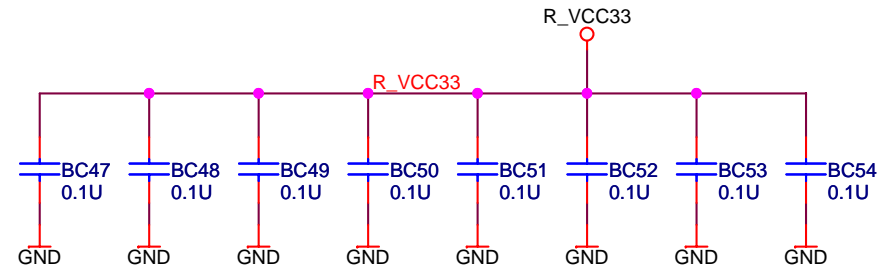 R_VCC33
R_VCC33
BC47 BC48 BC49 BC50 BC51 BC52 BC53 BC54
0.1U 0.1U 0.1U 0.1U 0.1U 0.1U 0.1U 0.1U
GND GND GND GND GND GND GND GND